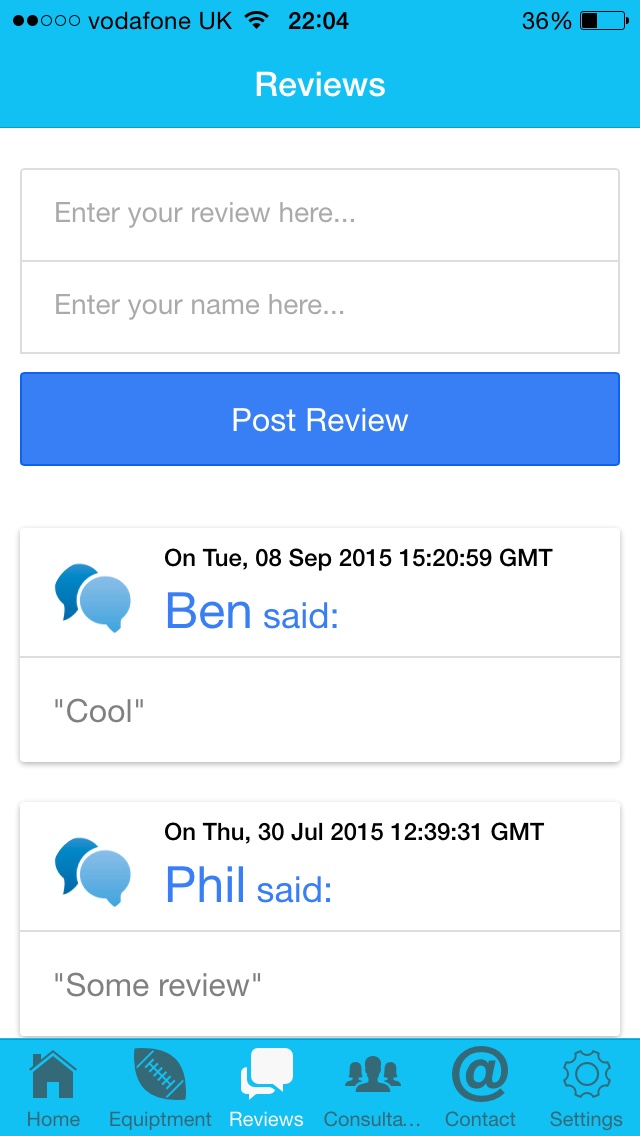 vodafone UK 22:04 36%
Reviews
Enter your review here...
Enter your name here...
Post Review
On Tue, 08 Sep 2015 15:20:59 GMT
Ben said:
"Cool"
On Thu, 30 Jul 2015 12:39:31 GMT
Phil said:
"Some review"
Home Equiptment Reviews Consulta... Contact Settings